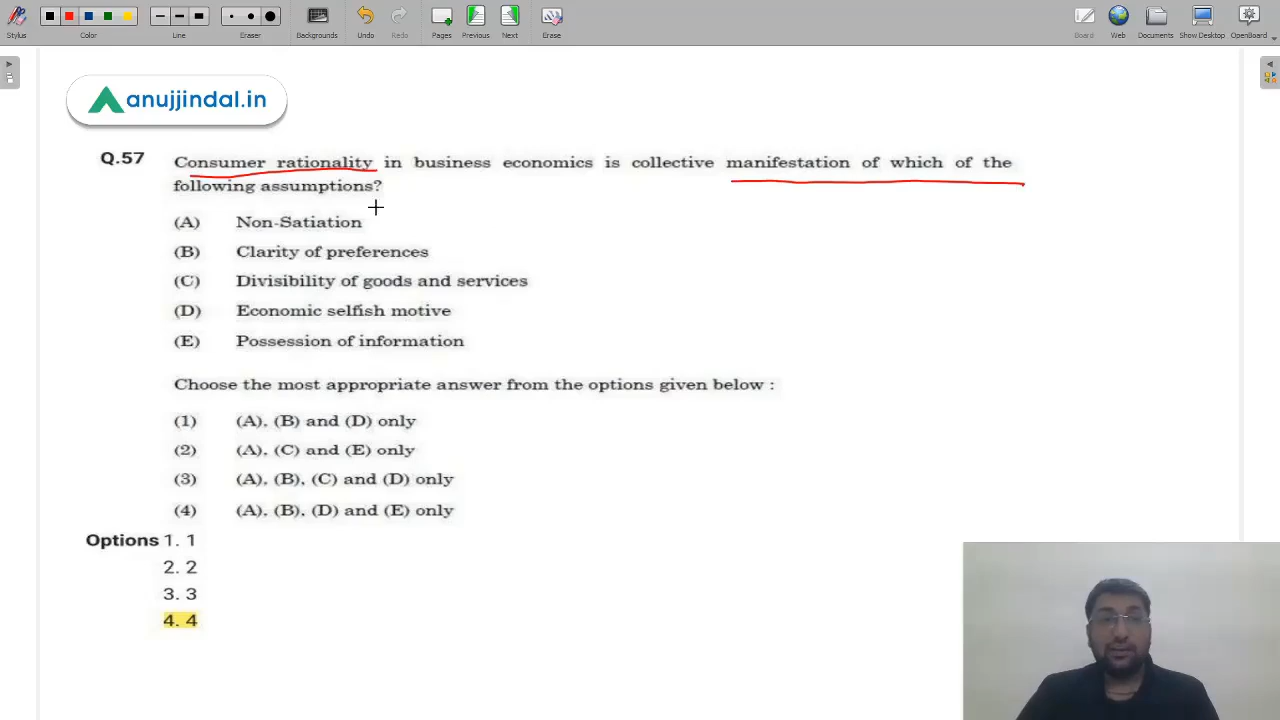 Stylus Color Line Eraser Backgrounds Undo Redo Pages Previous Next Erase Board Web Documents Show Desktop OpenBoard
anujjindal.in
Q.57 Consumer rationality in business economics is collective manifestation of which of the
following assumptions?
(A) Non-Satiation
(B) Clarity of preferences
(C) Divisibility of goods and services
(D) Economic selfish motive
(E) Possession of information
Choose the most appropriate answer from the options given below :
(1) (A), (B) and (D) only
(2) (A), (C) and (E) only
(3) (A), (B), (C) and (D) only
(4) (A), (B), (D) and (E) only
Options 1. 1
2. 2
3. 3
4. 4